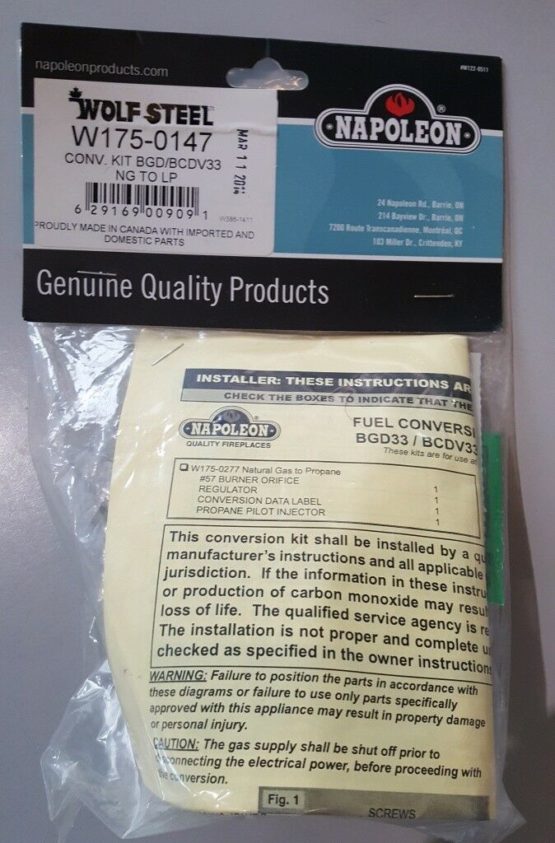 napoleonproducts.com
#W122-0511
WOLF STEEL
W175-0147
CONV. KIT BGD/BCDV33
NG TO LP
MAR 11
6 29169 00909 1
W385-1411
PROUDLY MADE IN CANADA WITH IMPORTED AND
DOMESTIC PARTS
NAPOLEON®
24 Napoleon Rd., Barrie, ON
214 Bayview Dr., Barrie, ON
7200 Route Transcanadienne, Montréal, QC
103 Miller Dr., Crittenden, KY
Genuine Quality Products
INSTALLER: THESE INSTRUCTIONS AR
CHECK THE BOXES TO INDICATE THAT THE
NAPOLEON
QUALITY FIREPLACES
FUEL CONVERSI
BGD33 / BCDV33
These kits are for use
W175-0277 Natural Gas to Propane
#57 BURNER ORIFICE 1
REGULATOR 1
CONVERSION DATA LABEL 1
PROPANE PILOT INJECTOR 1
This conversion kit shall be installed by a qu
manufacturer's instructions and all applicable
jurisdiction. If the information in these instru
or production of carbon monoxide may resul
loss of life. The qualified service agency is re
The installation is not proper and complete u
checked as specified in the owner instruction
WARNING: Failure to position the parts in accordance with
these diagrams or failure to use only parts specifically
approved with this appliance may result in property damage
or personal injury.
CAUTION: The gas supply shall be shut off prior to
disconnecting the electrical power, before proceeding with
the conversion.
Fig. 1
SCREWS